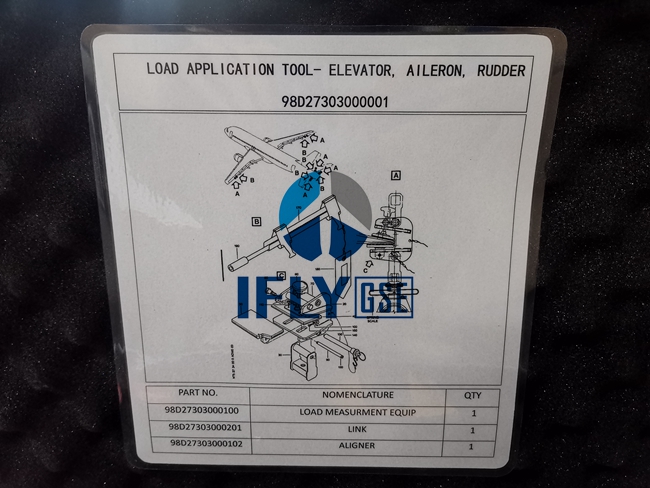 LOAD APPLICATION TOOL- ELEVATOR, AILERON, RUDDER
98D27303000001
A
B
A
B
A
B
A
A
B
B
A
A
B
C
C
IFLY GSE
PART NO. NOMENCLATURE QTY
98D27303000100 LOAD MEASURMENT EQUIP 1
98D27303000201 LINK 1
98D27303000102 ALIGNER 1